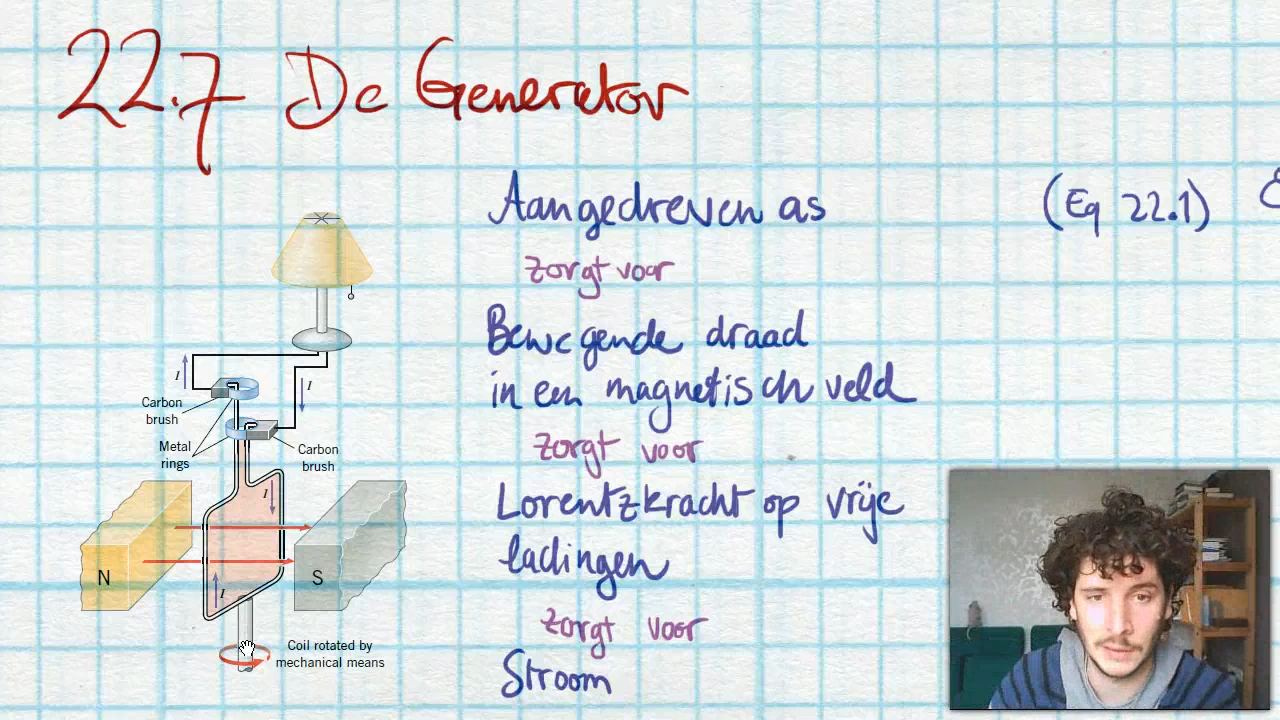 22.7 De Generator
Aangedreven as
zorgt voor
Bewegende draad
in een magnetisch veld
zorgt voor
Lorentzkracht op vrije
ladingen
zorgt voor
Stroom
(Eq 22.1)
I
I
Carbon
brush
Metal
rings
Carbon
brush
I
N
S
I
Coil rotated by
mechanical means